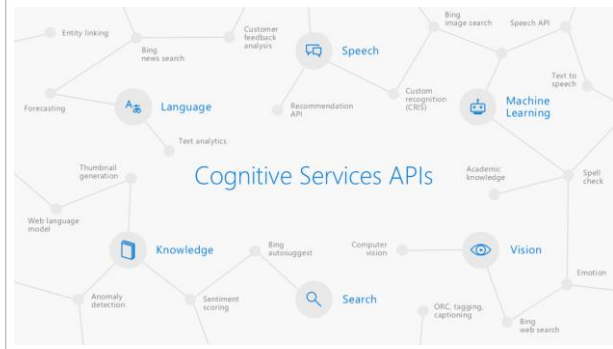 Entity linking
Bing
news search
Customer
feedback
analysis
Speech
Bing
image search
Speech API
Forecasting
Language
Recommendation
API
Custom
recognition
(CRIS)
Machine
Learning
Text to
speech
Text analytics
Thumbnail
generation
Cognitive Services APIs
Academic
knowledge
Spell
check
Web language
model
Knowledge
Bing
autosuggest
Computer
vision
Vision
Anomaly
detection
Sentiment
scoring
Search
ORC, tagging,
captioning
Emotion
Bing
web search